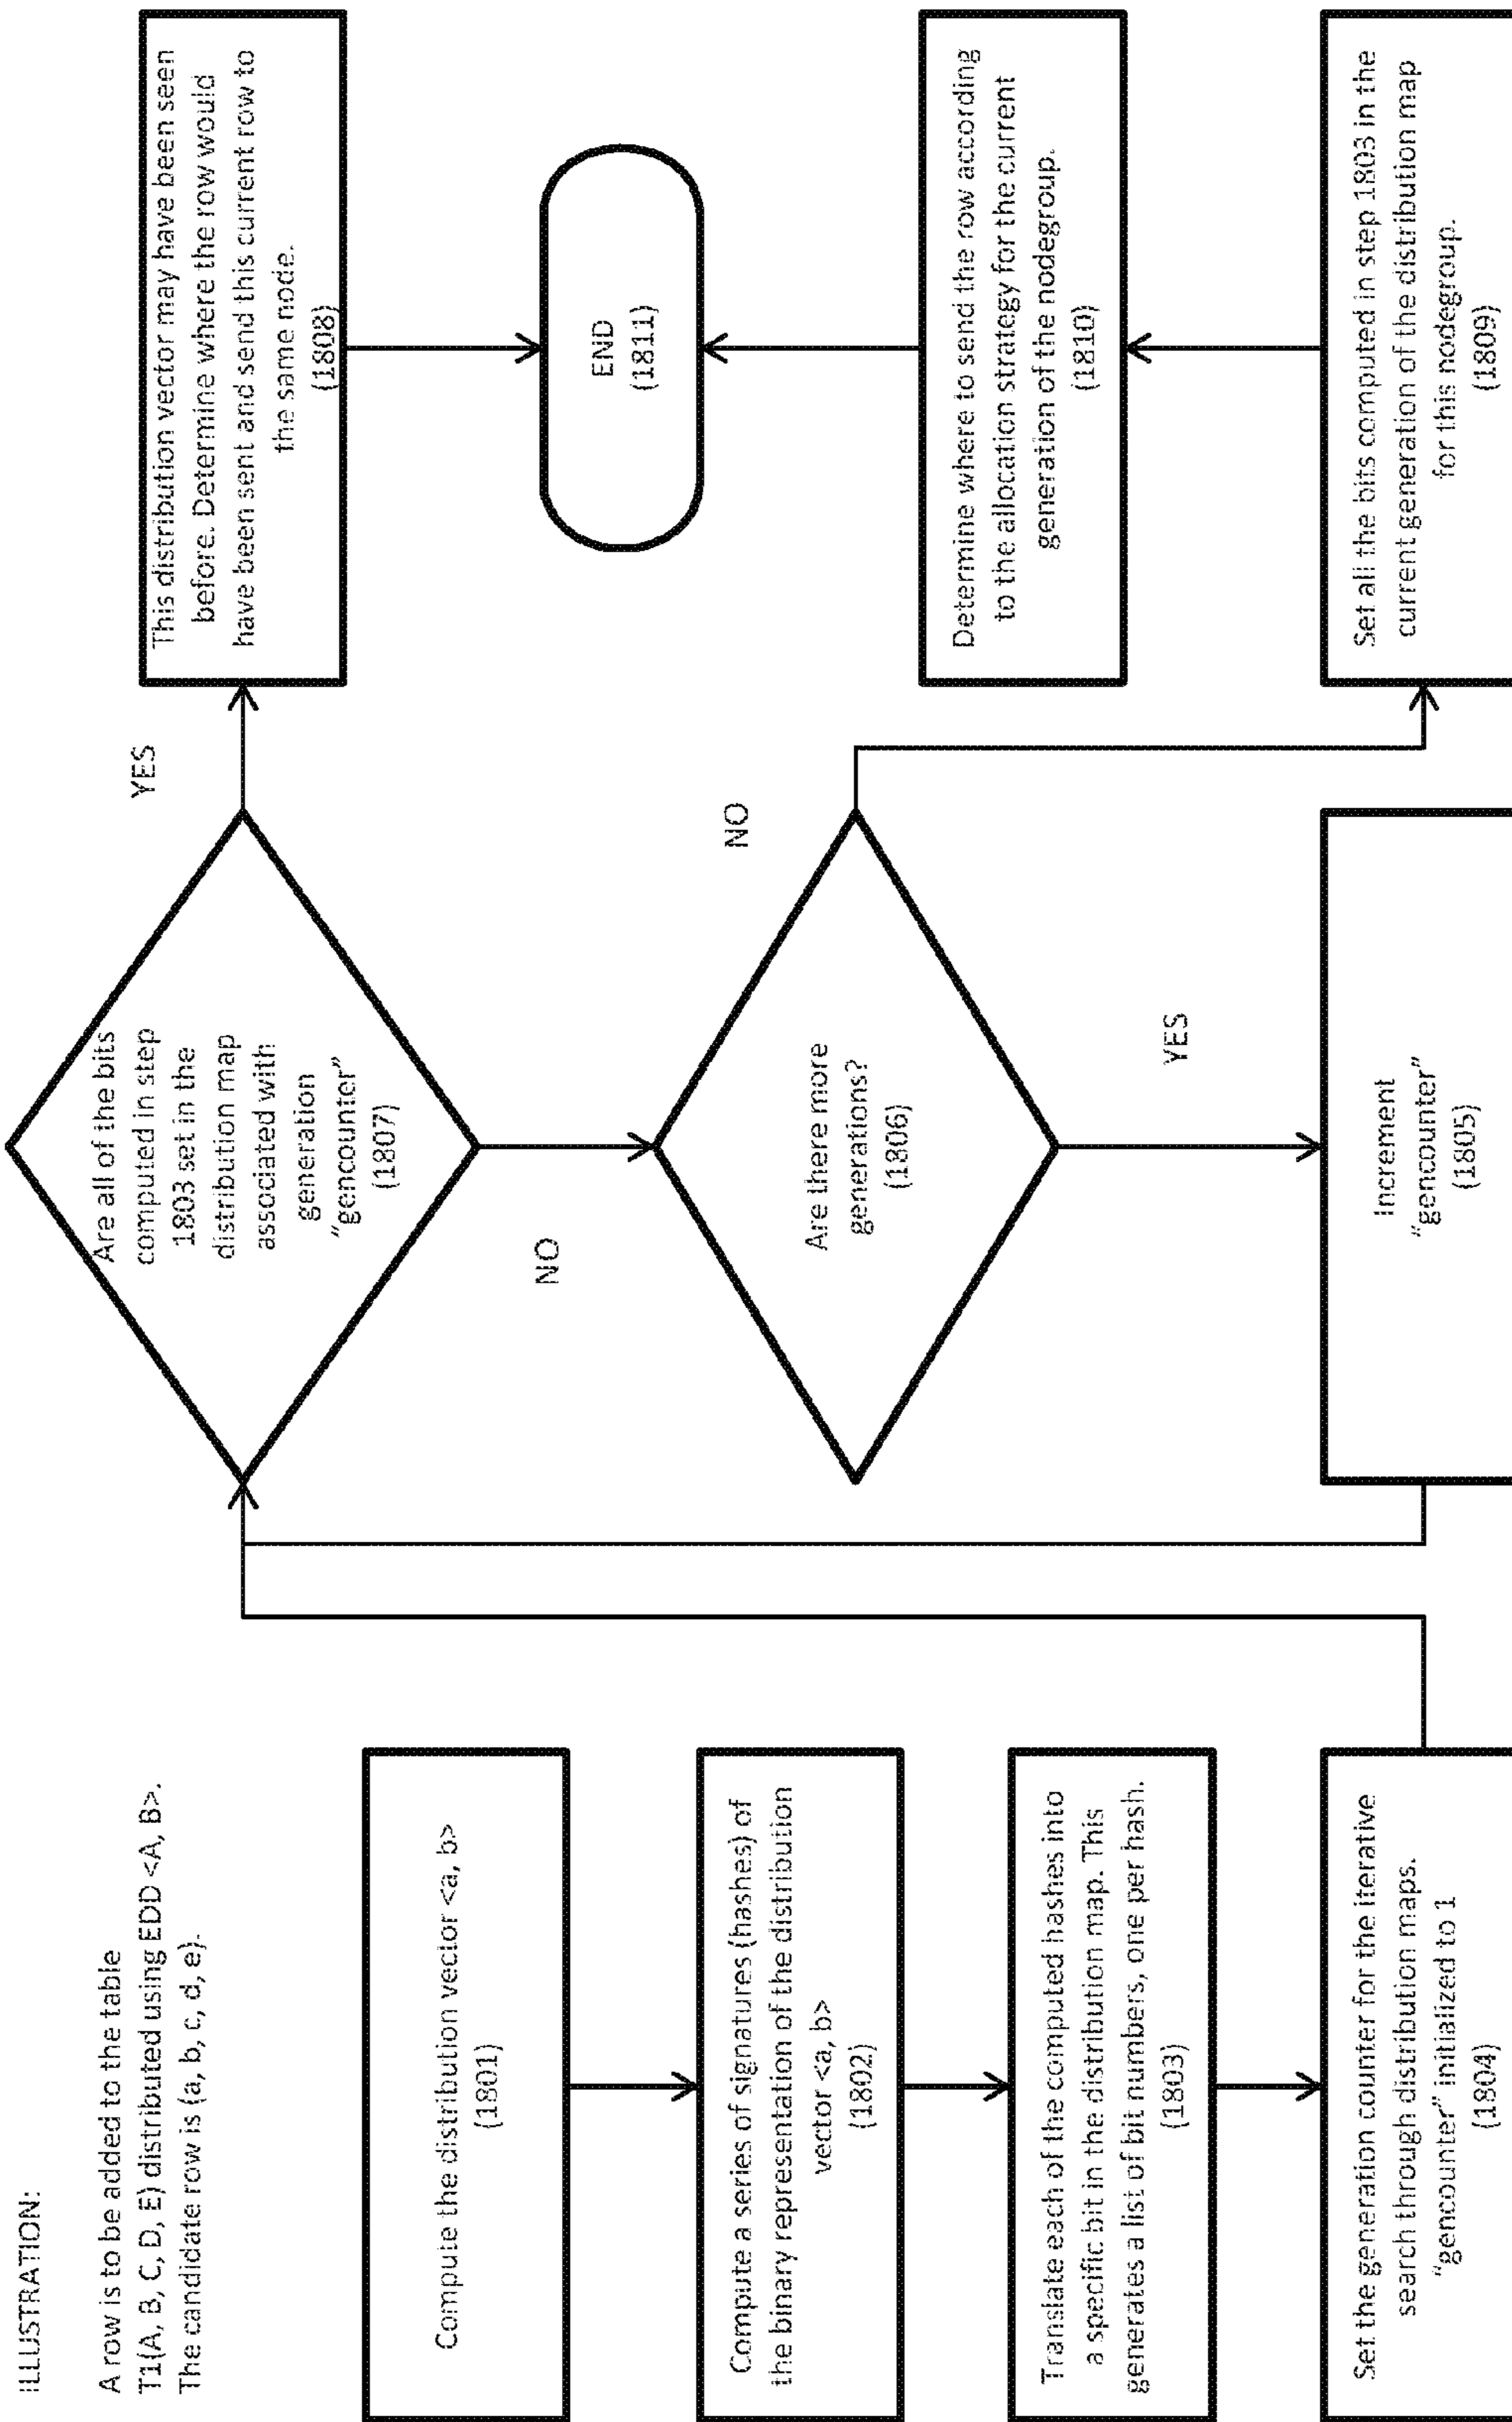 ILLUSTRATION:
A row is to be added to the table
T1(A, B, C, D, E) distributed using EDD <A, B>.
The candidate row is (a, b, c, d, e).
Compute the distribution vector <a, b>
(1801)
Compute a series of signatures (hashes) of
the binary representation of the distribution
vector <a, b>
(1802)
Translate each of the computed hashes into
a specific bit in the distribution map. This
generates a list of bit numbers, one per hash.
(1803)
Set the generation counter for the iterative
search through distribution maps.
"gencounter" initialized to 1
(1804)
Are all of the bits
computed in step
1803 set in the
distribution map
associated with
generation
"gencounter"
(1807)
YES
NO
Are there more
generations?
(1806)
NO
YES
Increment
"gencounter"
(1805)
This distribution vector may have been seen
before. Determine where the row would
have been sent and send this current row to
the same node.
(1808)
END
(1811)
Determine where to send the row according
to the allocation strategy for the current
generation of the nodegroup.
(1810)
Set all the bits computed in step 1803 in the
current generation of the distribution map
for this nodegroup.
(1809)